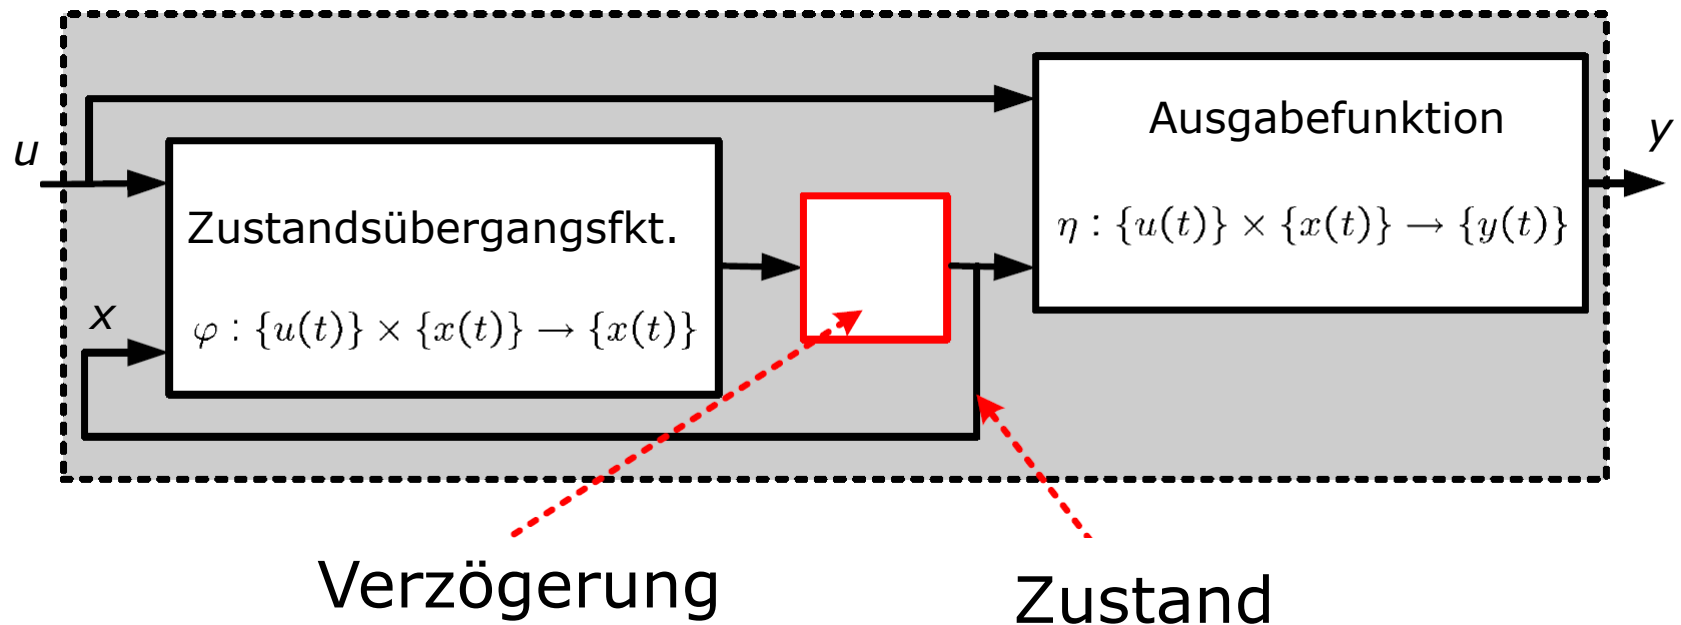 u
x
Zustandsübergangsfkt.
φ : {u(t)} × {x(t)} → {x(t)}
Ausgabefunktion
η : {u(t)} × {x(t)} → {y(t)}
y
Verzögerung
Zustand